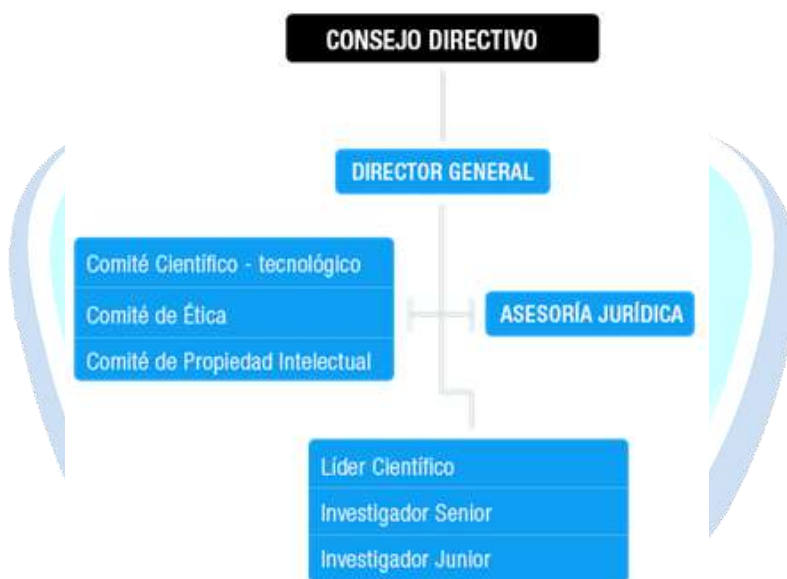 CONSEJO DIRECTIVO
DIRECTOR GENERAL
Comité Científico - tecnológico
Comité de Ética
Comité de Propiedad Intelectual
ASESORÍA JURÍDICA
Líder Científico
Investigador Senior
Investigador Junior